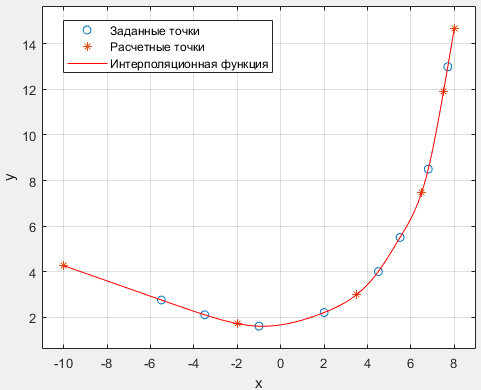 Заданные точки
Расчетные точки
Интерполяционная функция
y
14
12
10
8
6
4
2
-10 -8 -6 -4 -2 0 2 4 6 8
x